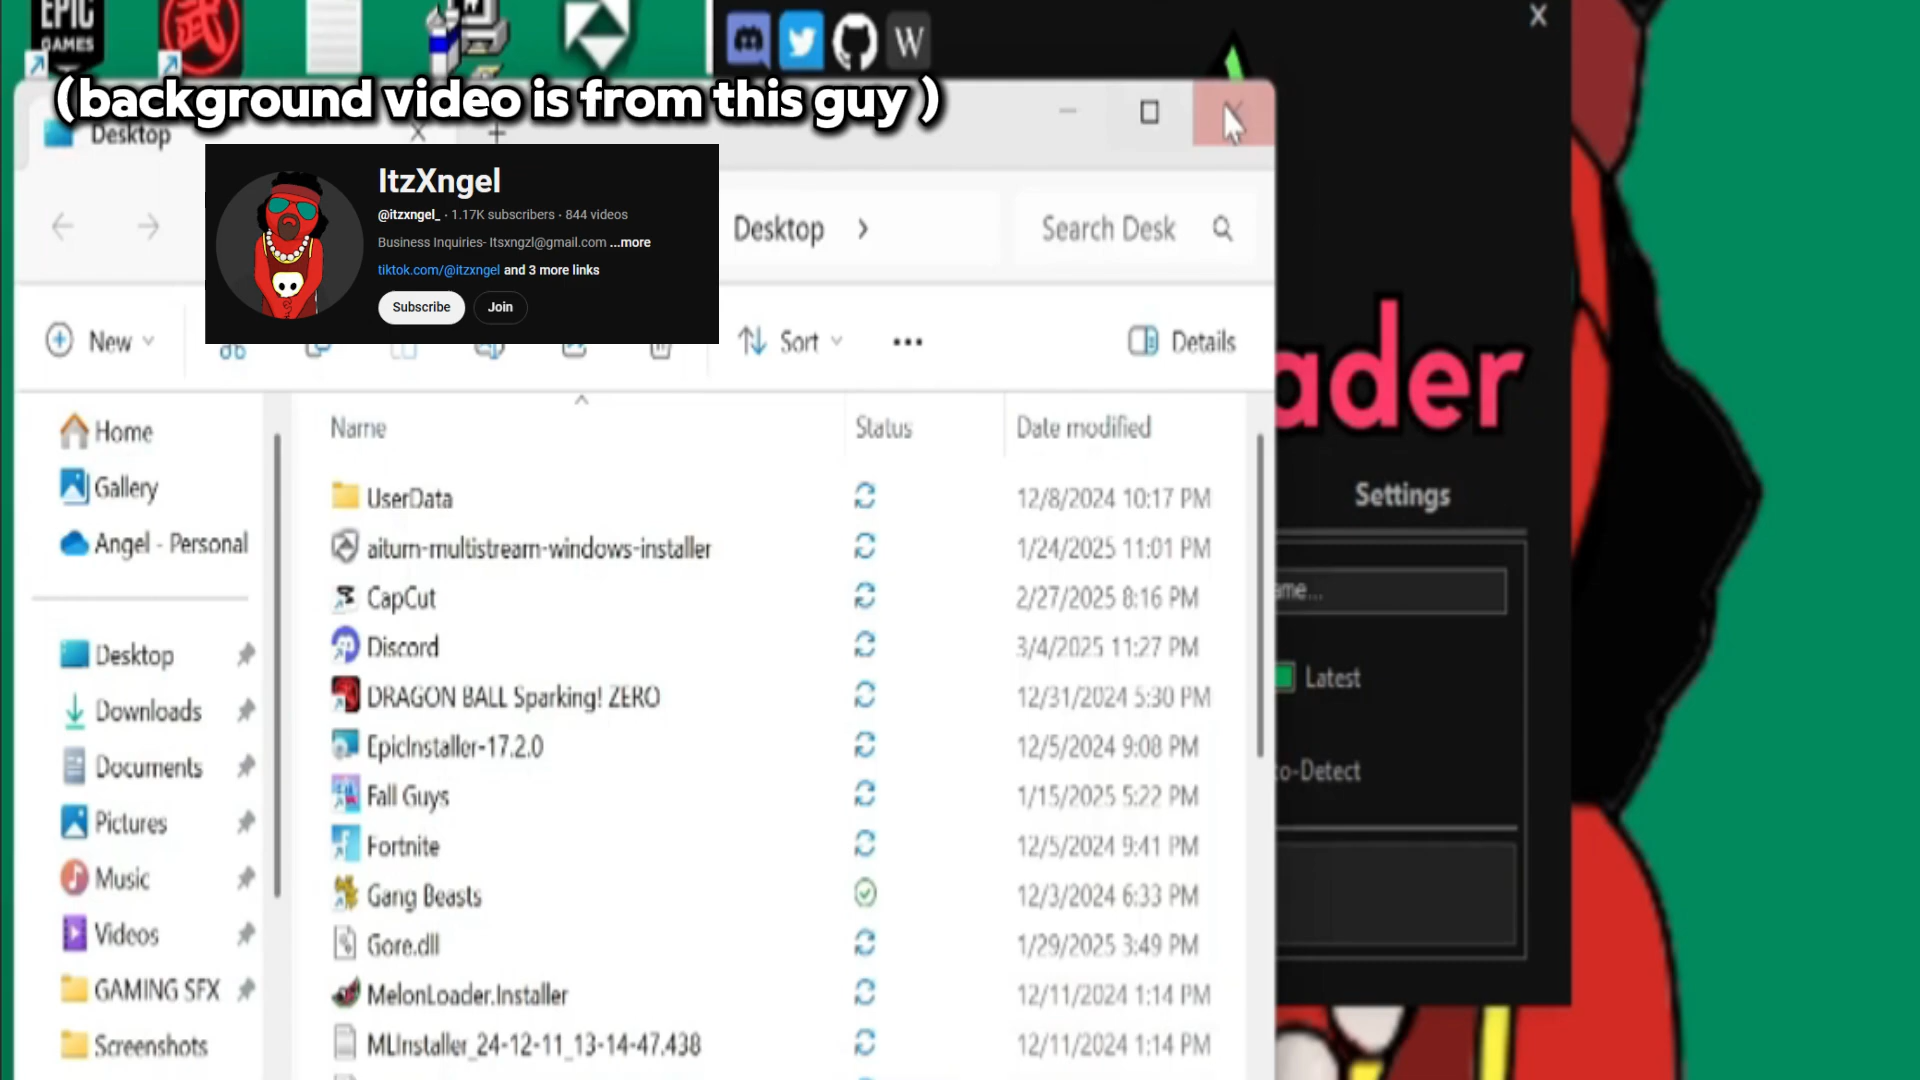 EPIC
GAMES
武
W
X
(background video is from this guy )
Desktop
ItzXngel
@itzxngel_ · 1.17K subscribers · 844 videos
Business Inquiries- Itsxngzl@gmail.com ...more
tiktok.com/@itzxngel and 3 more links
Subscribe
Join
Desktop
Search Desk
New
Sort
Details
ader
Settings
ame...
Latest
to-Detect
Home
Gallery
Angel - Personal
Desktop
Downloads
Documents
Pictures
Music
Videos
GAMING SFX
Screenshots
Name Status Date modified
UserData 12/8/2024 10:17 PM
aitum-multistream-windows-installer 1/24/2025 11:01 PM
CapCut 2/27/2025 8:16 PM
Discord 3/4/2025 11:27 PM
DRAGON BALL Sparking! ZERO 12/31/2024 5:30 PM
EpicInstaller-17.2.0 12/5/2024 9:08 PM
Fall Guys 1/15/2025 5:22 PM
Fortnite 12/5/2024 9:41 PM
Gang Beasts 12/3/2024 6:33 PM
Gore.dll 1/29/2025 3:49 PM
MelonLoader.Installer 12/11/2024 1:14 PM
MLInstaller_24-12-11_13-14-47.438 12/11/2024 1:14 PM